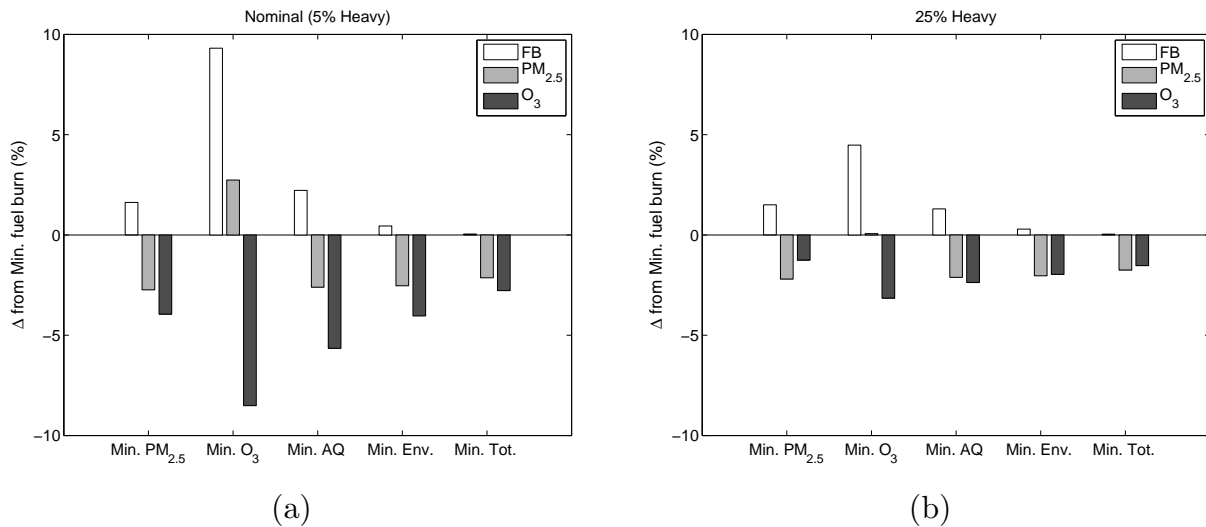 Nominal (5% Heavy)
10
5
0
−5
−10
Δ from Min. fuel burn (%)
FB
PM2.5
O3
Min. PM2.5
Min. O3
Min. AQ
Min. Env.
Min. Tot.
(a)
25% Heavy
10
5
0
−5
−10
Δ from Min. fuel burn (%)
FB
PM2.5
O3
Min. PM2.5
Min. O3
Min. AQ
Min. Env.
Min. Tot.
(b)